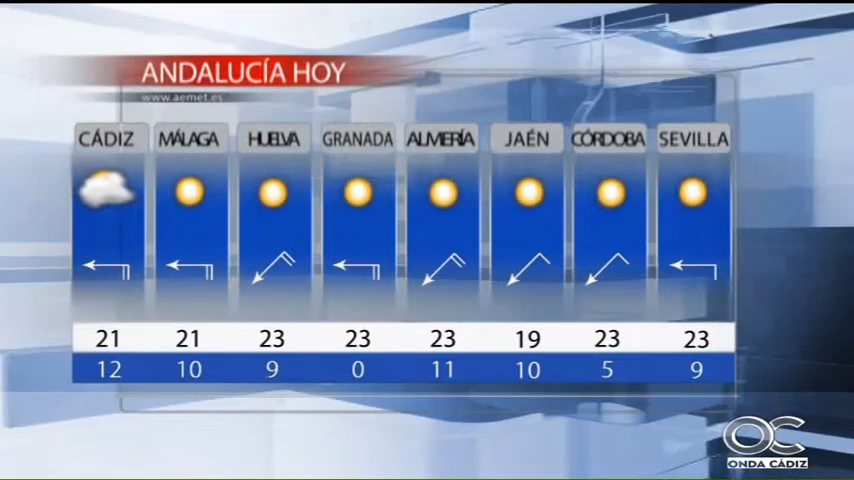 ANDALUCÍA HOY
www.aemet.es
CÁDIZ MÁLAGA HUELVA GRANADA ALMERÍA JAÉN CÓRDOBA SEVILLA
21 21 23 23 23 19 23 23
12 10 9 0 11 10 5 9
OC
ONDA CÁDIZ